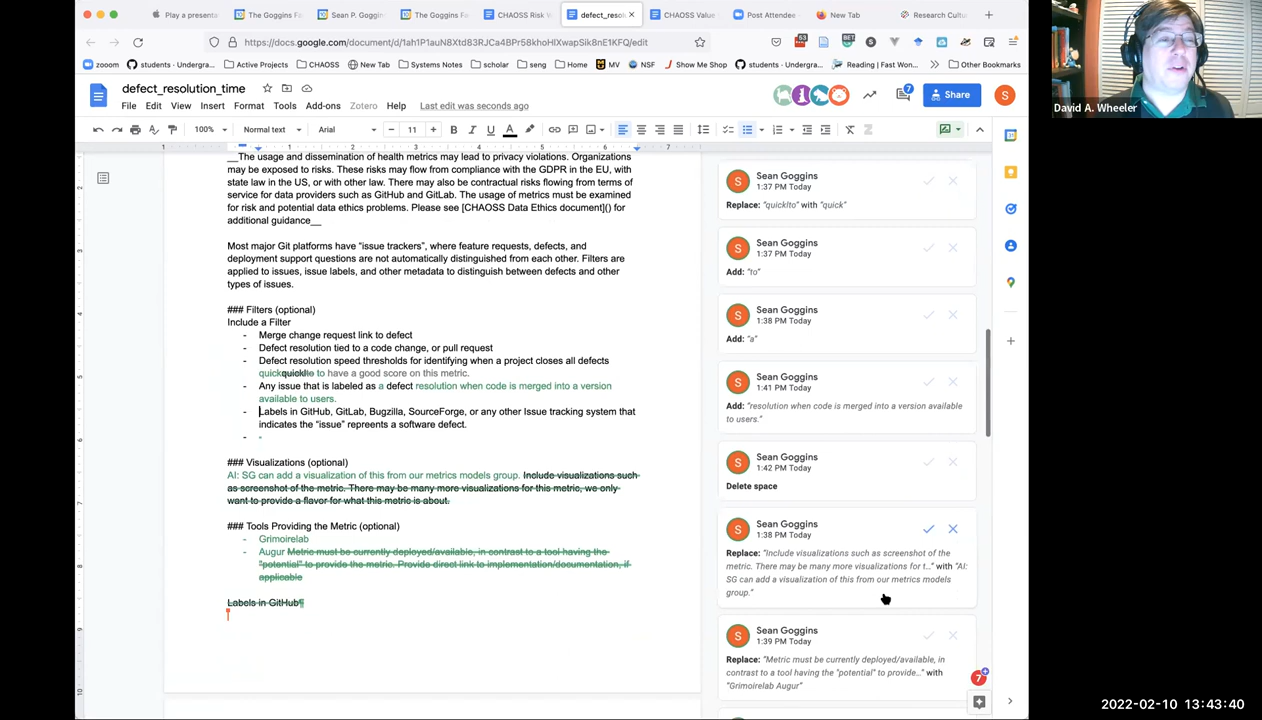 Play a presenta
The Goggins Fa
Sean P. Goggin
The Goggins Fa
CHAOSS Risk
defect_resolu
CHAOSS Value
Post Attendee
New Tab
Research Cultu
https://docs.google.com/document/d/1ah1P1auN8Xtd83RJCa4BPr58khoHIXwapSik8nE1KFQ/edit
53
BET
zooom
students - Undergra...
Active Projects
CHAOSS
New Tab
Systems Notes
scholar
seng
Home
MV
NSF
Show Me Shop
students - Undergra...
Reading | Fast Won...
Other Bookmarks
defect_resolution_time
File Edit View Insert Format Tools Add-ons Zotero Help Last edit was seconds ago
7
Share
S
100%
Normal text
Arial
11
1 1 2 3 4 5 6 7
__The usage and dissemination of health metrics may lead to privacy violations. Organizations
may be exposed to risks. These risks may flow from compliance with the GDPR in the EU, with
state law in the US, or with other law. There may also be contractual risks flowing from terms of
service for data providers such as GitHub and GitLab. The usage of metrics must be examined
for risk and potential data ethics problems. Please see [CHAOSS Data Ethics document]() for
additional guidance__
Most major Git platforms have “issue trackers”, where feature requests, defects, and
deployment support questions are not automatically distinguished from each other. Filters are
applied to issues, issue labels, and other metadata to distinguish between defects and other
types of issues.
### Filters (optional)
Include a Filter
- Merge change request link to defect
- Defect resolution tied to a code change, or pull request
- Defect resolution speed thresholds for identifying when a project closes all defects
to have a good score on this metric.
- Any issue that is labeled as a defect resolution when code is merged into a version
available to users.
- Labels in GitHub, GitLab, Bugzilla, SourceForge, or any other Issue tracking system that
indicates the “issue” repreents a software defect.
-
### Visualizations (optional)
AI: SG can add a visualization of this from our metrics models group. Include visualizations such
as screenshot of the metric. There may be many more visualizations for this metric, we only
want to provide a flavor for what this metric is about.
### Tools Providing the Metric (optional)
- Grimoirelab
- Augur Metric must be currently deployed/available, in contrast to a tool having the
"potential" to provide the metric. Provide direct link to implementation/documentation, if
applicable
Labels in GitHub¶
S
Sean Goggins
1:37 PM Today
Replace: "quicklto" with "quick"
S
Sean Goggins
1:37 PM Today
Add: "to"
S
Sean Goggins
1:38 PM Today
Add: "a"
S
Sean Goggins
1:41 PM Today
Add: "resolution when code is merged into a version available
to users."
S
Sean Goggins
1:42 PM Today
Delete space
S
Sean Goggins
1:38 PM Today
Replace: "Include visualizations such as screenshot of the
metric. There may be many more visualizations for t..." with "AI:
SG can add a visualization of this from our metrics models
group."
S
Sean Goggins
1:39 PM Today
Replace: "Metric must be currently deployed/available, in
contrast to a tool having the "potential" to provide..." with
"Grimoirelab Augur"
7
David A. Wheeler
2022-02-10 13:43:40